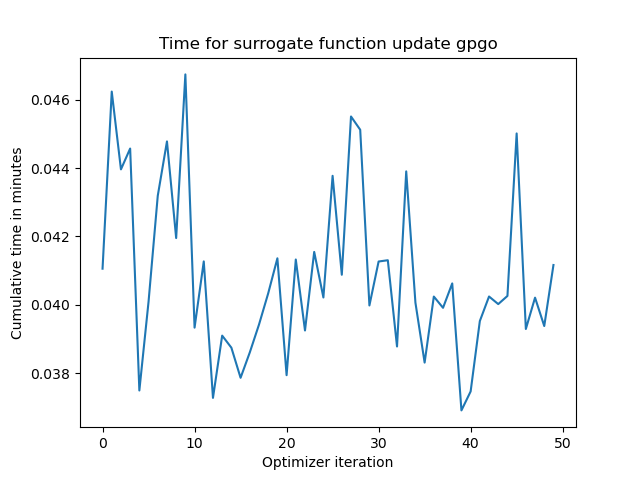 Time for surrogate function update gpgo
Cumulative time in minutes
0.046
0.044
0.042
0.040
0.038
0 10 20 30 40 50
Optimizer iteration